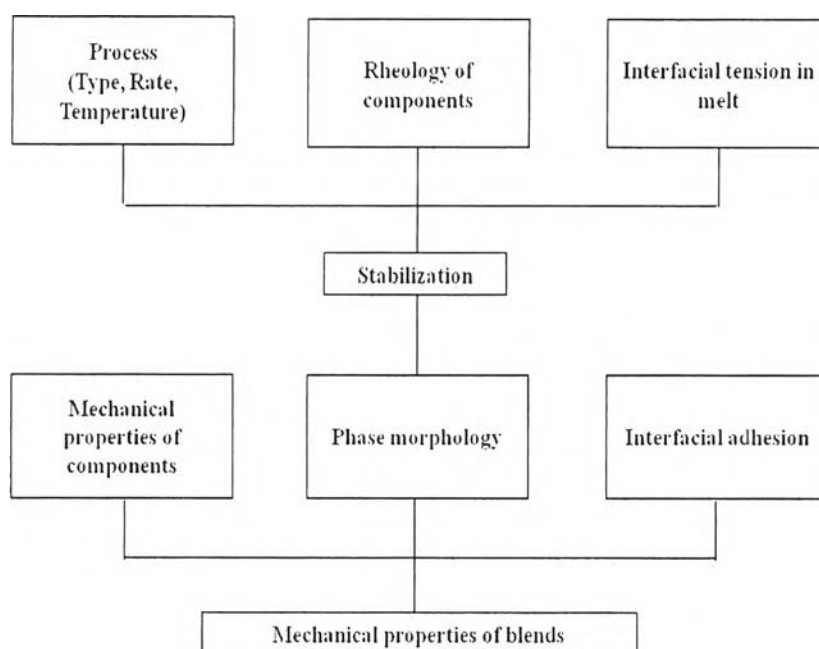 Process
(Type, Rate,
Temperature)
Rheology of
components
Interfacial tension in
melt
Stabilization
Mechanical
properties of
components
Phase morphology
Interfacial adhesion
Mechanical properties of blends